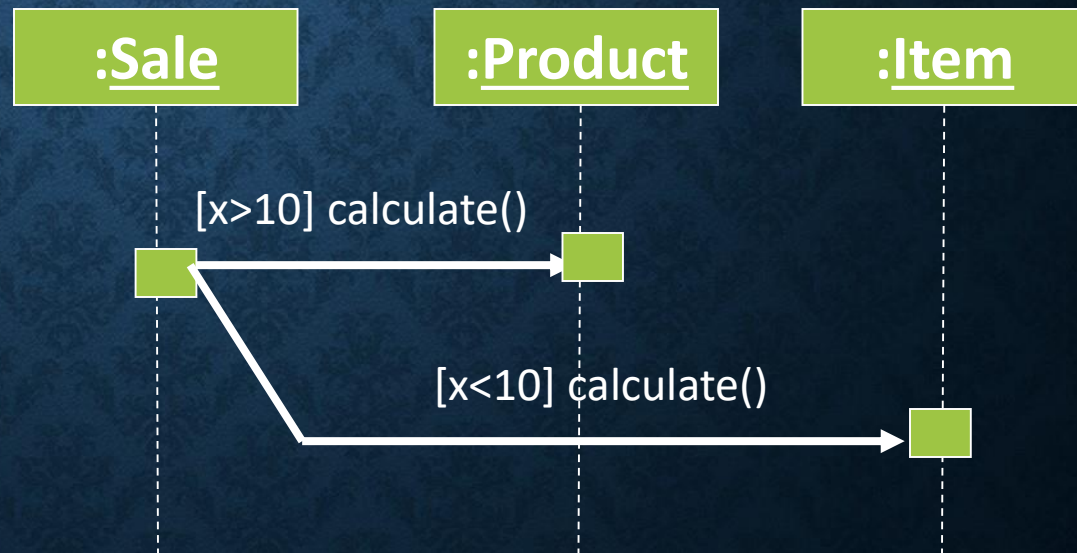 :Sale
:Product
:Item
[x>10] calculate()
[x<10] calculate()